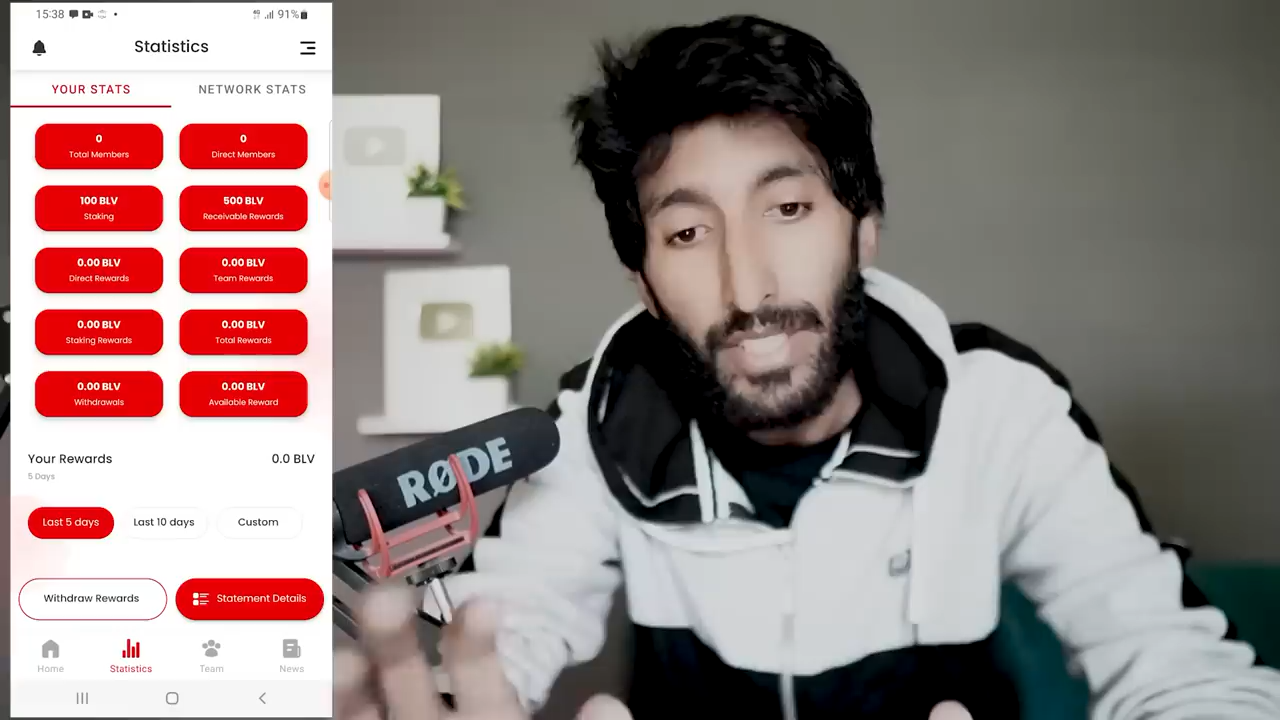 15:38
4G
91%
Statistics
YOUR STATS
NETWORK STATS
0
Total Members
0
Direct Members
100 BLV
Staking
500 BLV
Receivable Rewards
0.00 BLV
Direct Rewards
0.00 BLV
Team Rewards
0.00 BLV
Staking Rewards
0.00 BLV
Total Rewards
0.00 BLV
Withdrawals
0.00 BLV
Available Reward
Your Rewards
0.0 BLV
5 Days
Last 5 days
Last 10 days
Custom
Withdraw Rewards
Statement Details
Home
Statistics
Team
News
RØDE